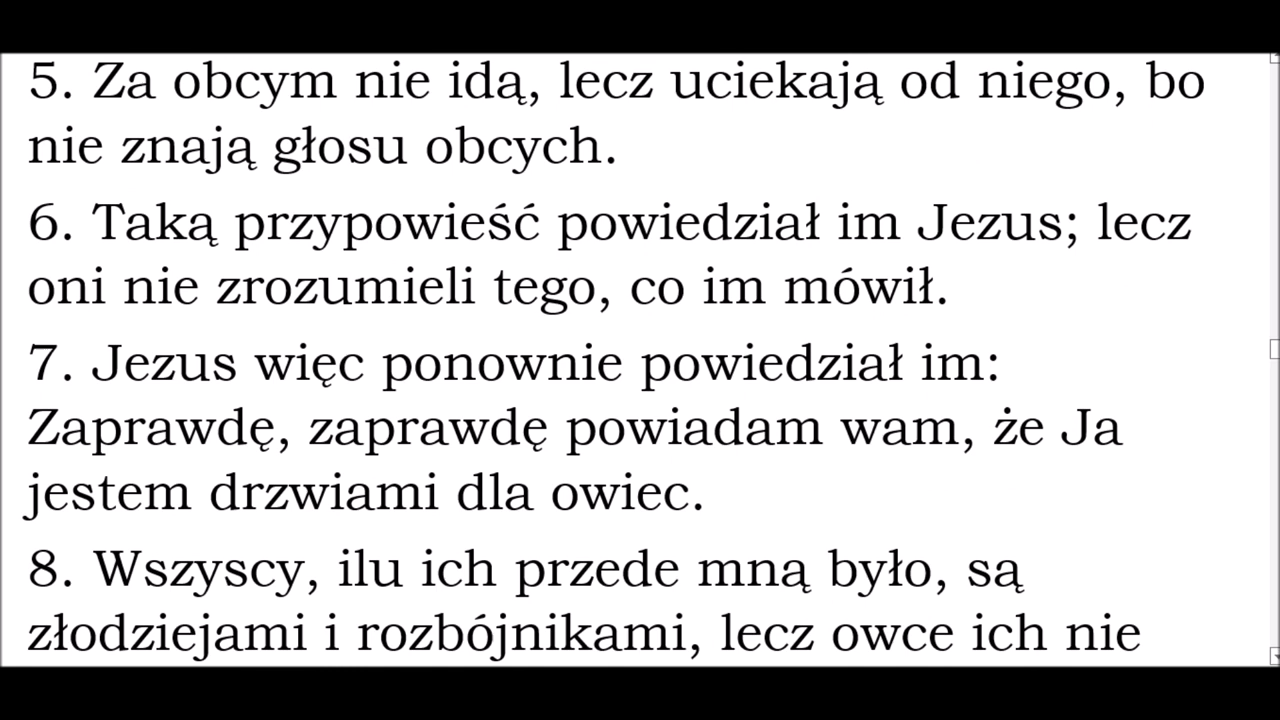 5. Za obcym nie idą, lecz uciekają od niego, bo
nie znają głosu obcych.
6. Taką przypowieść powiedział im Jezus; lecz
oni nie zrozumieli tego, co im mówił.
7. Jezus więc ponownie powiedział im:
Zaprawdę, zaprawdę powiadam wam, że Ja
jestem drzwiami dla owiec.
8. Wszyscy, ilu ich przede mną było, są
złodziejami i rozbójnikami, lecz owce ich nie